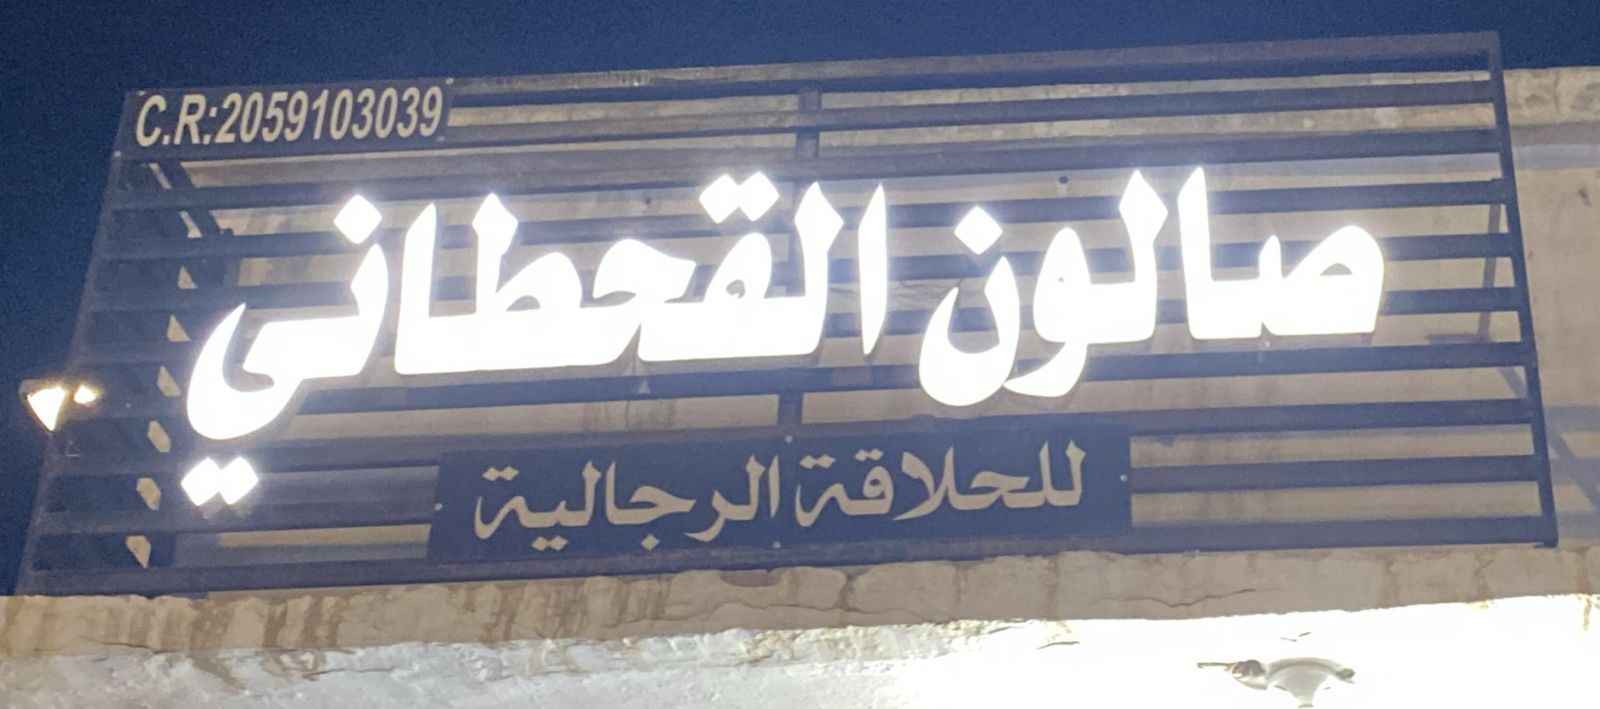 C.R:2059103039
صالون القحطاني
للحلاقة الرجالية